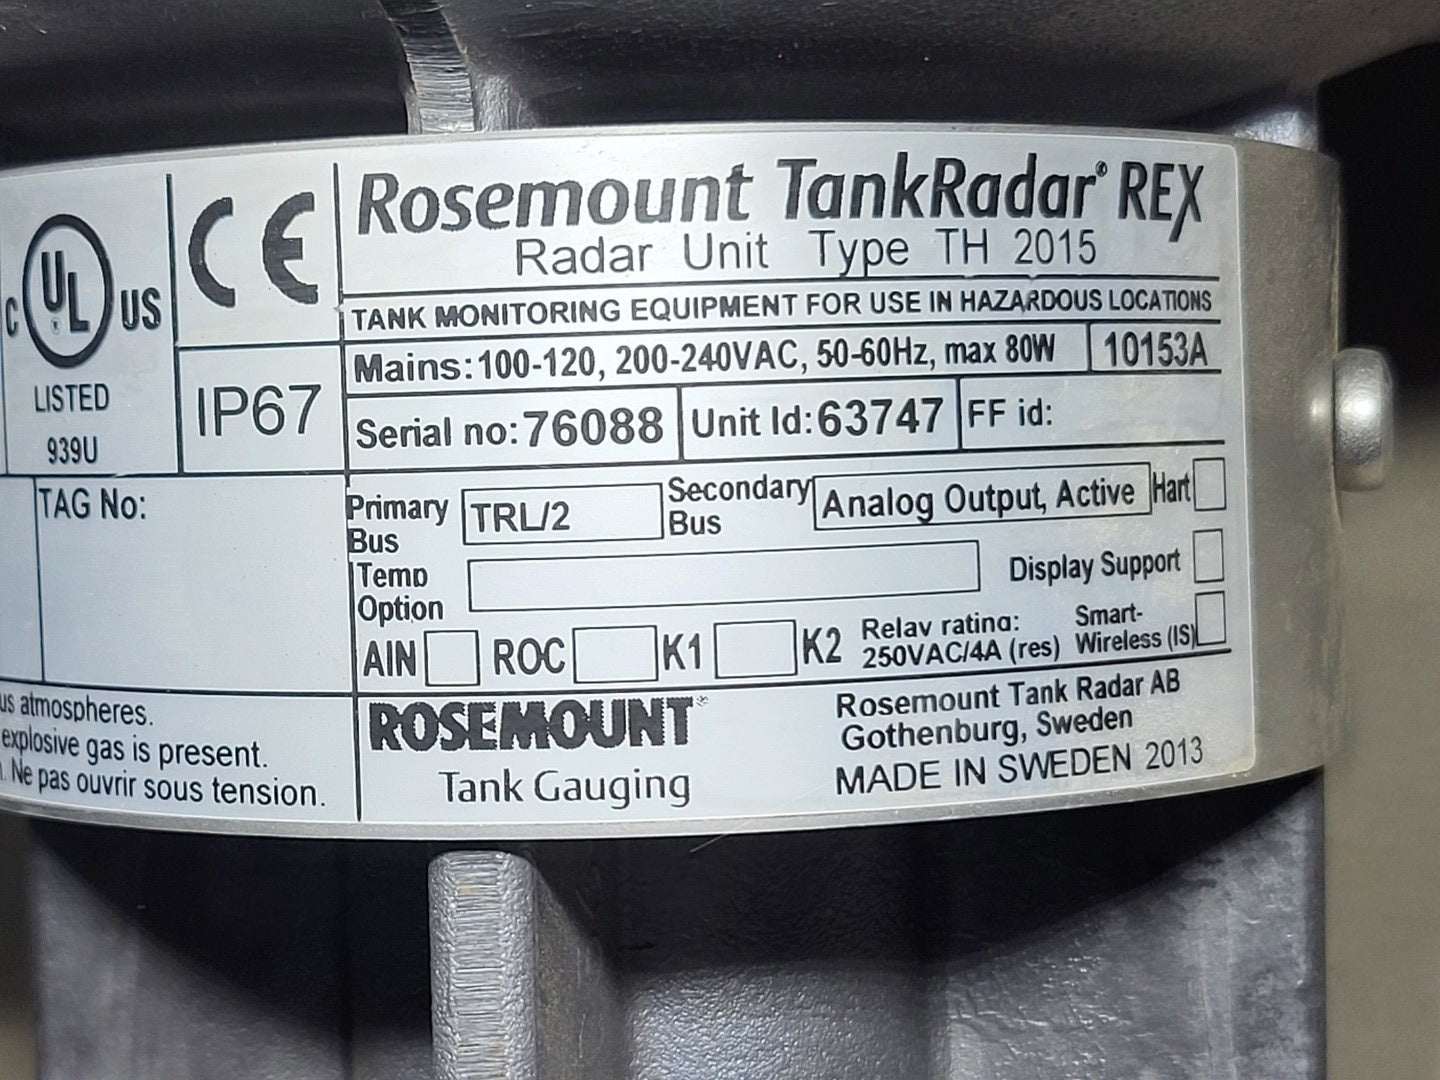 C UL ® US
LISTED
939U
CE
IP67
Rosemount TankRadar® REX
Radar Unit Type TH 2015
TANK MONITORING EQUIPMENT FOR USE IN HAZARDOUS LOCATIONS
Mains: 100-120, 200-240VAC, 50-60Hz, max 80W 10153A
Serial no: 76088 Unit Id: 63747 FF id:
TAG No:
Primary Bus TRL/2 Secondary Bus Analog Output, Active Hart
Temp Option Display Support
AIN ROC K1 K2 Relay rating: 250VAC/4A (res) Smart-Wireless (IS)
us atmospheres.
explosive gas is present.
Ne pas ouvrir sous tension.
ROSEMOUNT®
Tank Gauging
Rosemount Tank Radar AB
Gothenburg, Sweden
MADE IN SWEDEN 2013